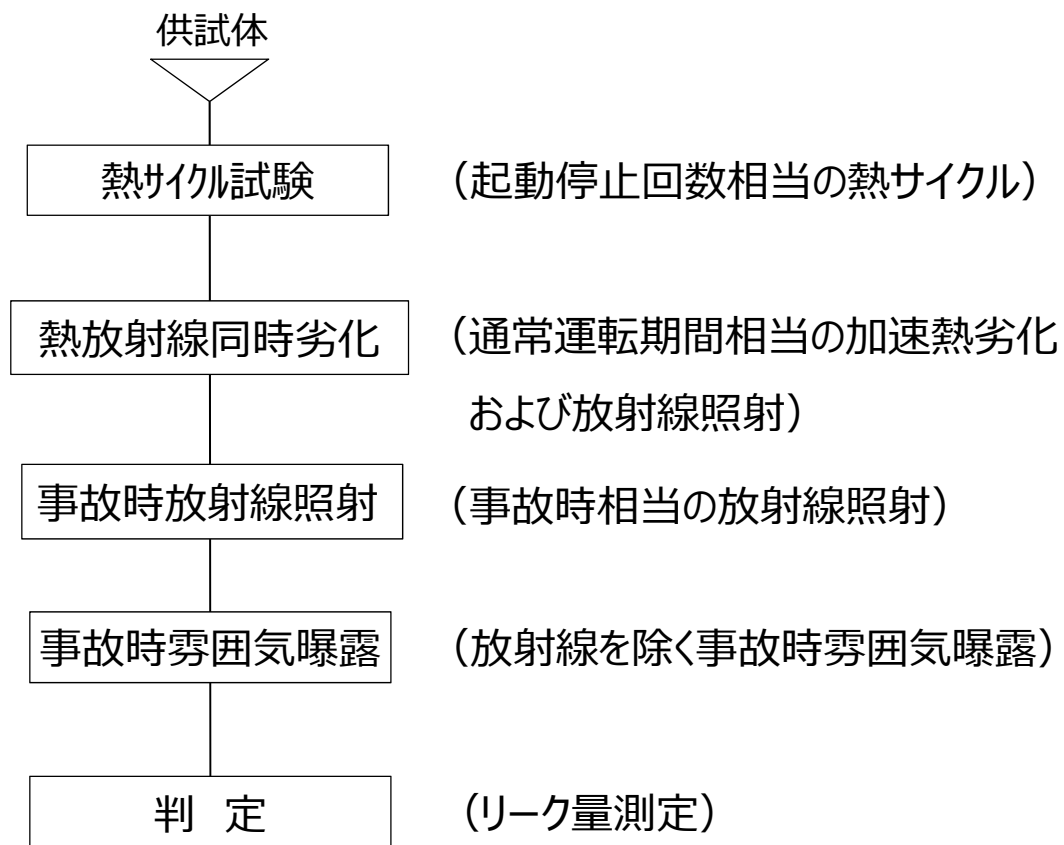 供試体
熱ｻｲｸﾙ試験 （起動停止回数相当の熱サイクル）
熱放射線同時劣化 （通常運転期間相当の加速熱劣化
および放射線照射）
事故時放射線照射 （事故時相当の放射線照射）
事故時雰囲気曝露 （放射線を除く事故時雰囲気曝露）
判　定 （リーク量測定）